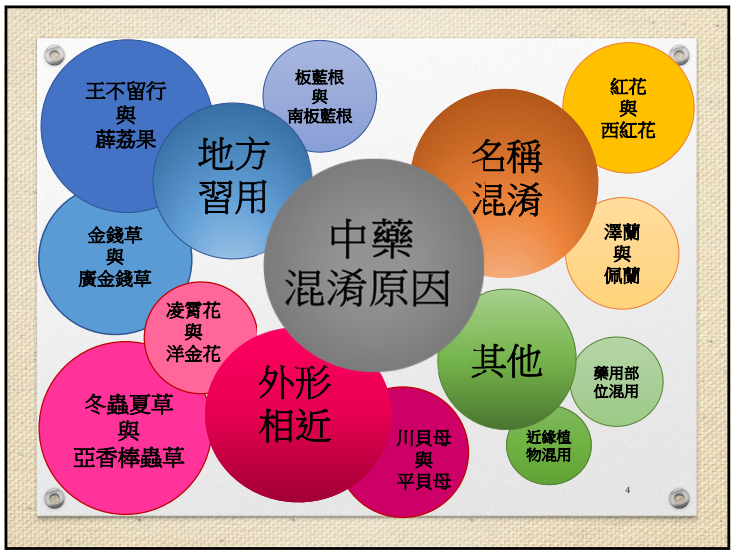 王不留行
與
薜荔果
板藍根
與
南板藍根
地方
習用
金錢草
與
廣金錢草
中藥
混淆原因
名稱
混淆
紅花
與
西紅花
澤蘭
與
佩蘭
凌霄花
與
洋金花
外形
相近
冬蟲夏草
與
亞香棒蟲草
川貝母
與
平貝母
其他
藥用部
位混用
近緣植
物混用
4